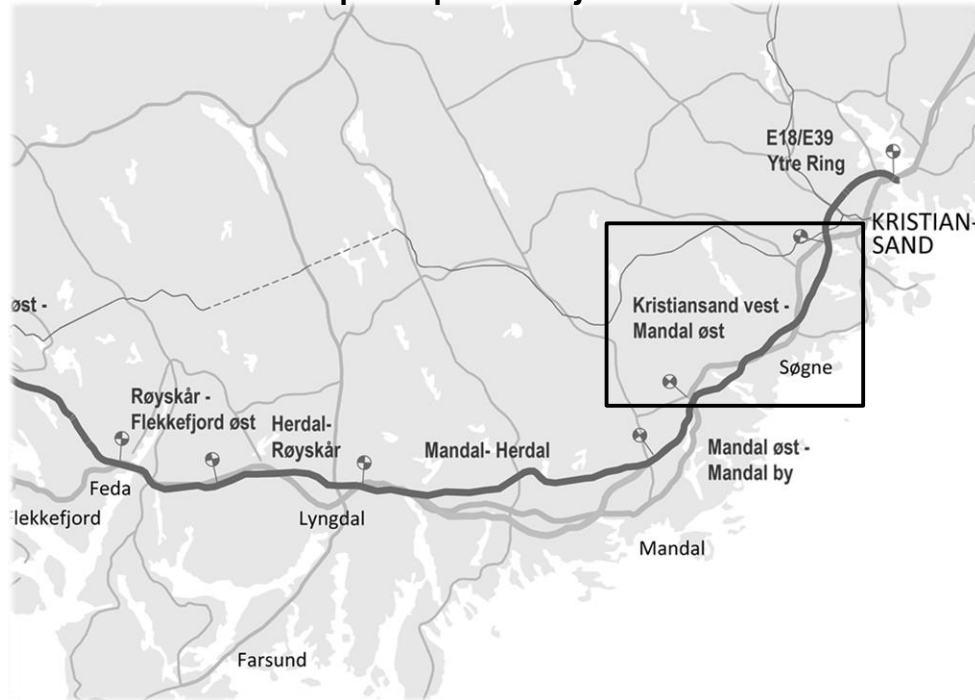 E18/E39
Ytre Ring
KRISTIAN-
SAND
øst -
Kristiansand vest -
Mandal øst
Søgne
Røyskår -
Flekkefjord øst
Herdal-
Røyskår
Mandal- Herdal
Mandal øst -
Mandal by
Feda
lekkefjord
Lyngdal
Mandal
Farsund